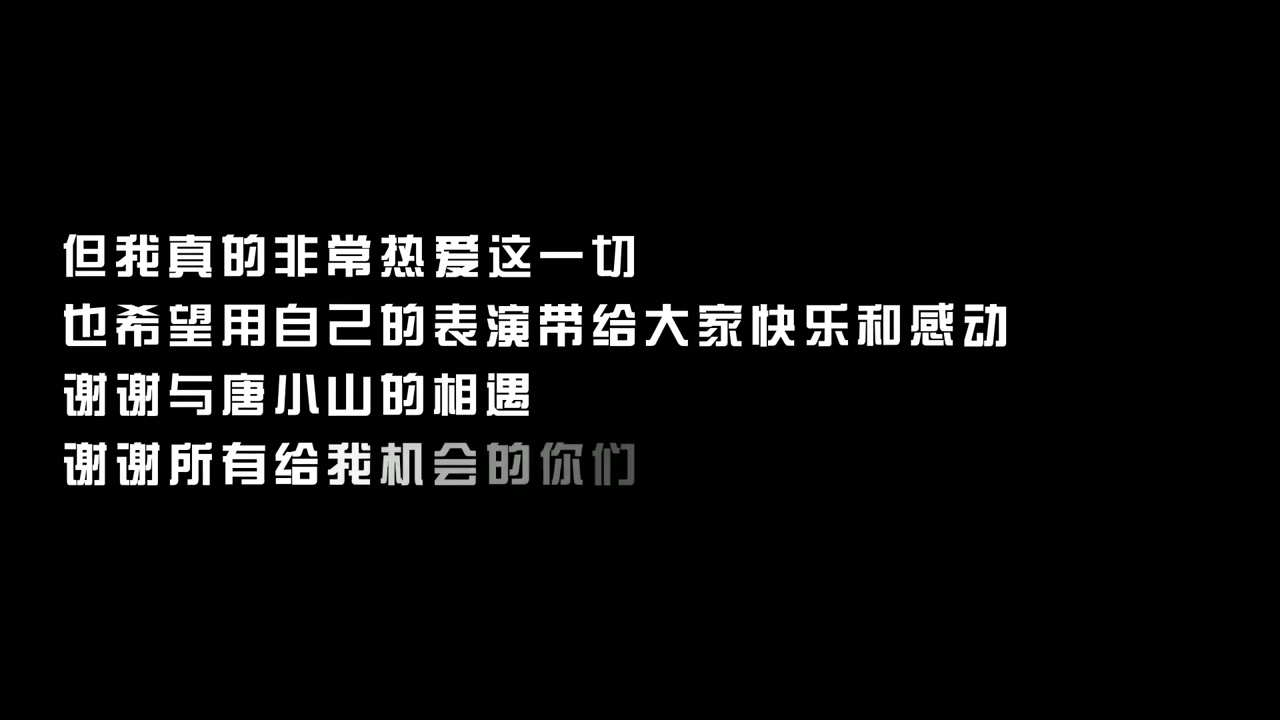 但我真的非常热爱这一切
也希望用自己的表演带给大家快乐和感动
谢谢与唐小山的相遇
谢谢所有给我机会的你们